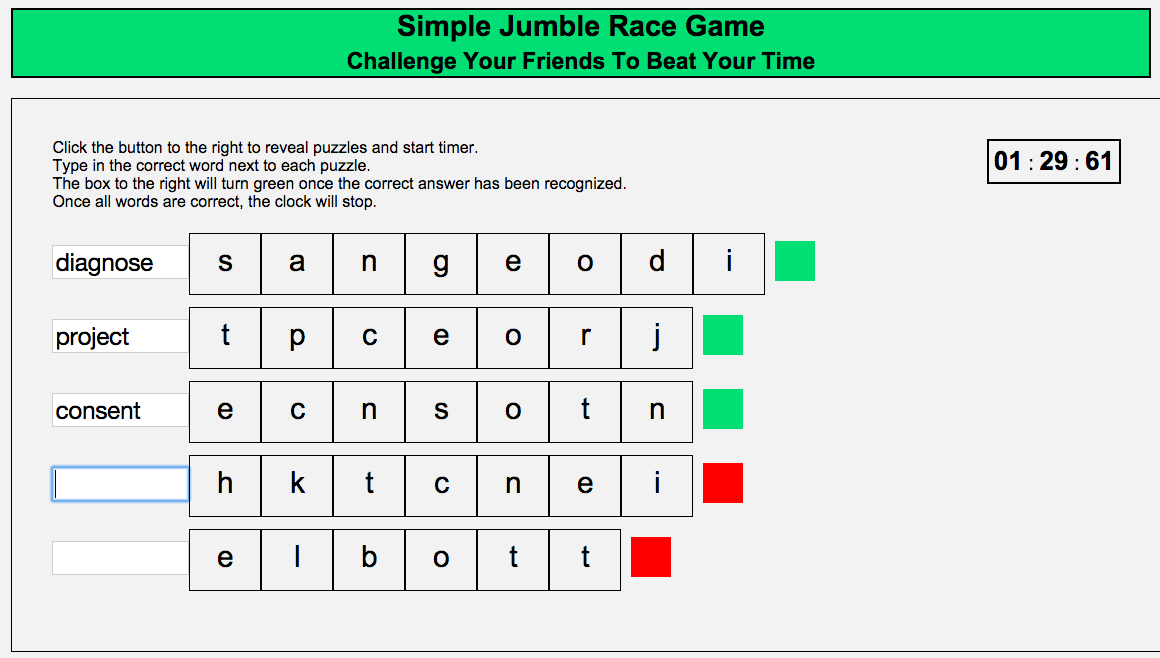 Simple Jumble Race Game
Challenge Your Friends To Beat Your Time
Click the button to the right to reveal puzzles and start timer.
Type in the correct word next to each puzzle.
The box to the right will turn green once the correct answer has been recognized.
Once all words are correct, the clock will stop.
01 : 29 : 61
diagnose s a n g e o d i
project t p c e o r j
consent e c n s o t n
h k t c n e i
e l b o t t